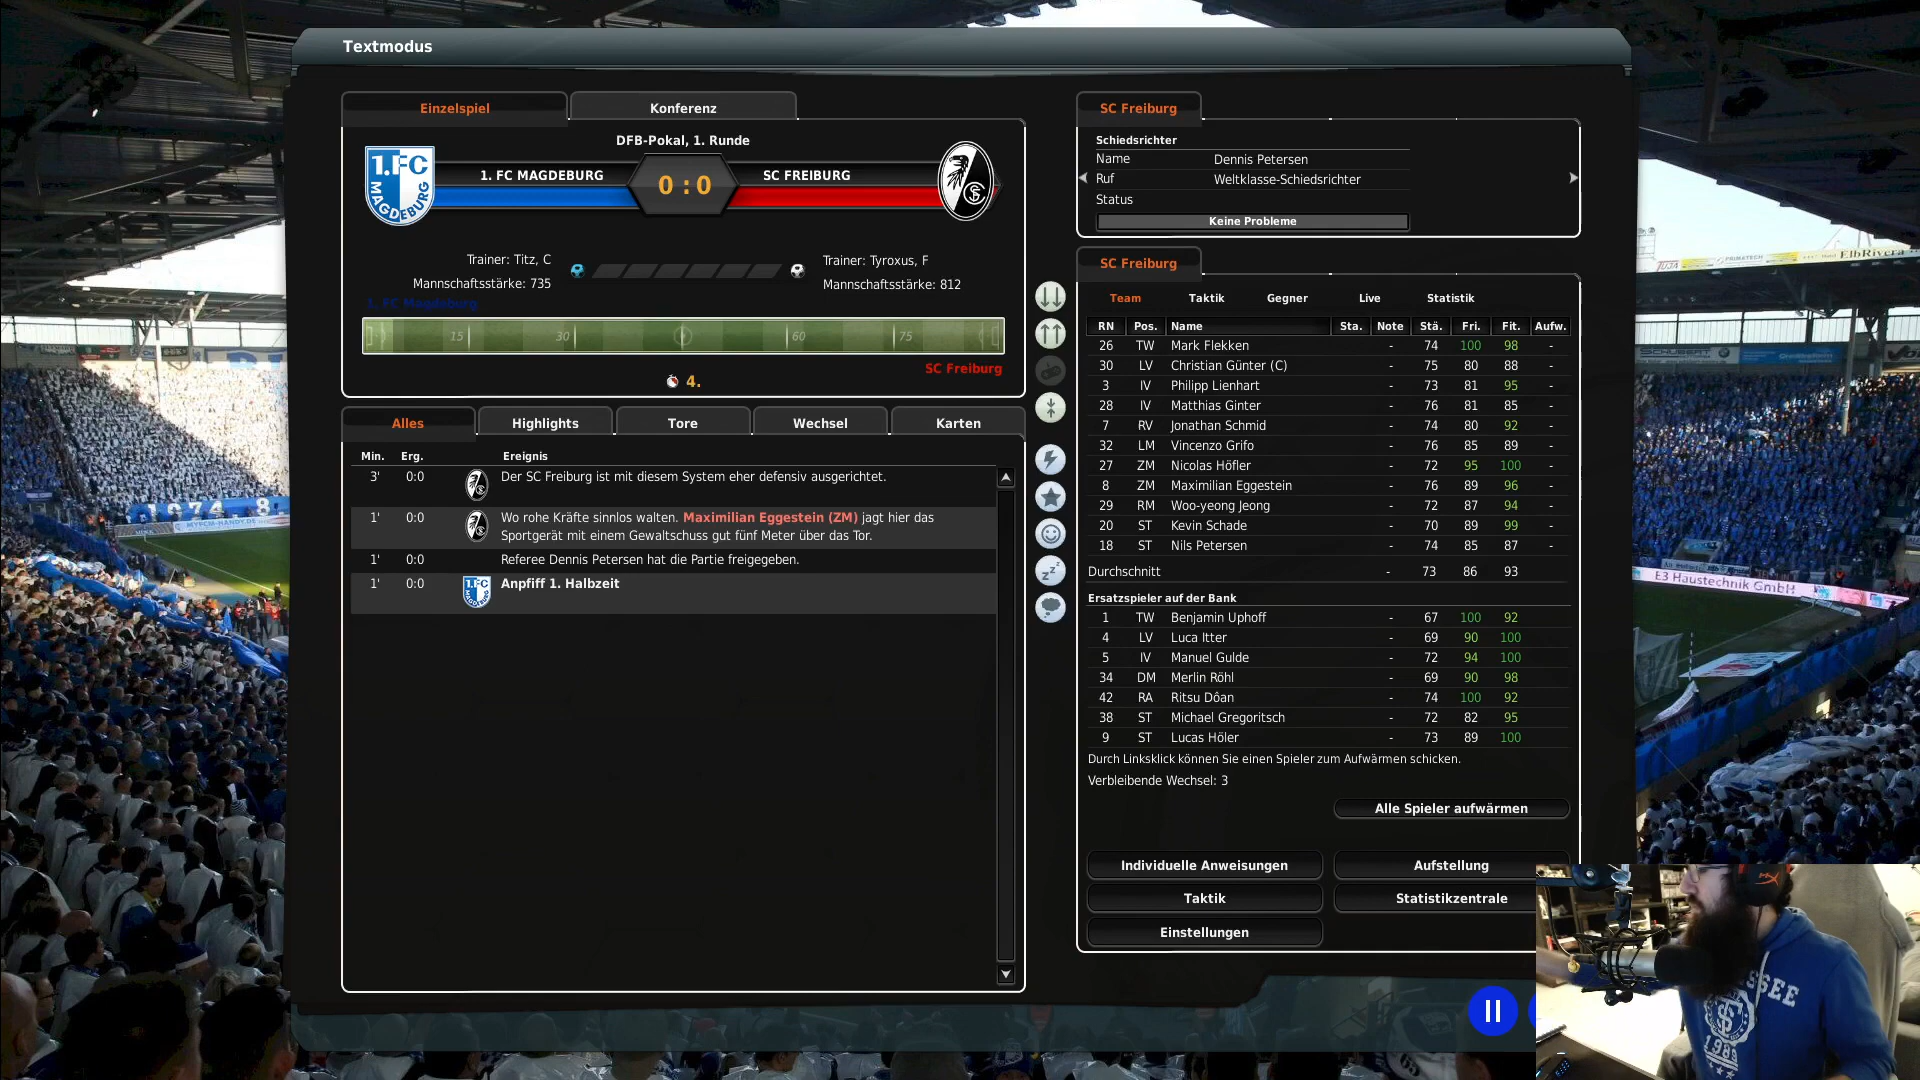 Textmodus
Einzelspiel
Konferenz
DFB-Pokal, 1. Runde
1. FC MAGDEBURG
0 : 0
SC FREIBURG
1.FC
MAGDEBURG
Trainer: Titz, C
Mannschaftsstärke: 735
Trainer: Tyroxus, F
Mannschaftsstärke: 812
1. FC Magdeburg
15 30 60 75
SC Freiburg
4.
Alles Highlights Tore Wechsel Karten
Min. Erg. Ereignis
3' 0:0 Der SC Freiburg ist mit diesem System eher defensiv ausgerichtet.
1' 0:0 Wo rohe Kräfte sinnlos walten. Maximilian Eggestein (ZM) jagt hier das
Sportgerät mit einem Gewaltschuss gut fünf Meter über das Tor.
1' 0:0 Referee Dennis Petersen hat die Partie freigegeben.
1' 0:0 Anpfiff 1. Halbzeit
SC Freiburg
Schiedsrichter
Name Dennis Petersen
Ruf Weltklasse-Schiedsrichter
Status
Keine Probleme
SC Freiburg
Team Taktik Gegner Live Statistik
RN Pos. Name Sta. Note Stä. Fri. Fit. Aufw.
26 TW Mark Flekken - 74 100 98 -
30 LV Christian Günter (C) - 75 80 88 -
3 IV Philipp Lienhart - 73 81 95 -
28 IV Matthias Ginter - 76 81 85 -
7 RV Jonathan Schmid - 74 80 92 -
32 LM Vincenzo Grifo - 76 85 89 -
27 ZM Nicolas Höfler - 72 95 100 -
8 ZM Maximilian Eggestein - 76 89 96 -
29 RM Woo-yeong Jeong - 72 87 94 -
20 ST Kevin Schade - 70 89 99 -
18 ST Nils Petersen - 74 85 87 -
Durchschnitt - 73 86 93
Ersatzspieler auf der Bank
1 TW Benjamin Uphoff - 67 100 92
4 LV Luca Itter - 69 90 100
5 IV Manuel Gulde - 72 94 100
34 DM Merlin Röhl - 69 90 98
42 RA Ritsu Dôan - 74 100 92
38 ST Michael Gregoritsch - 72 82 95
9 ST Lucas Höler - 73 89 100
Durch Linksklick können Sie einen Spieler zum Aufwärmen schicken.
Verbleibende Wechsel: 3
Alle Spieler aufwärmen
Individuelle Anweisungen
Aufstellung
Taktik
Statistikzentrale
Einstellungen
E3 Haustechnik GmbH
ElbRivera
PRIMATECH
MYPCM-HANDY.DE